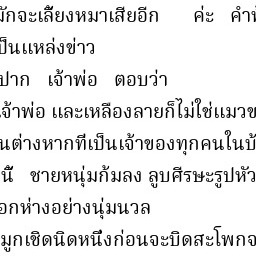 มักจะเลี้ยงหมาเสียอีก ค่ะ
ป็นแหล่งข่าว
ปาก เจ้าพ่อ ตอบว่า
เจ้าพ่อ และเหลืองลายก็ไม่ใช่แมวข
นต่างหากที่เป็นเจ้าของทุกคนในบ้
นี้ ชายหนุ่มก้มลง ลูบศีรษะรูปหัว
อกห่างอย่างนุ่มนวล
มูกเชิดนิดหนึ่งก่อนจะบิดสะโพกจ